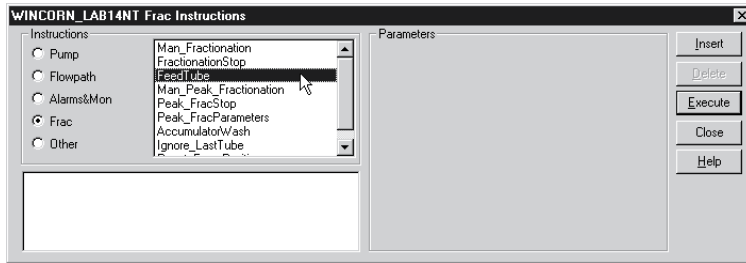 WINCORN_LAB14NT Frac Instructions
Instructions
Pump
Flowpath
Alarms&Mon
Frac
Other
Man_Fractionation
FractionationStop
FeedTube
Man_Peak_Fractionation
Peak_FracStop
Peak_FracParameters
AccumulatorWash
Ignore_LastTube
Parameters
Insert
Delete
Execute
Close
Help